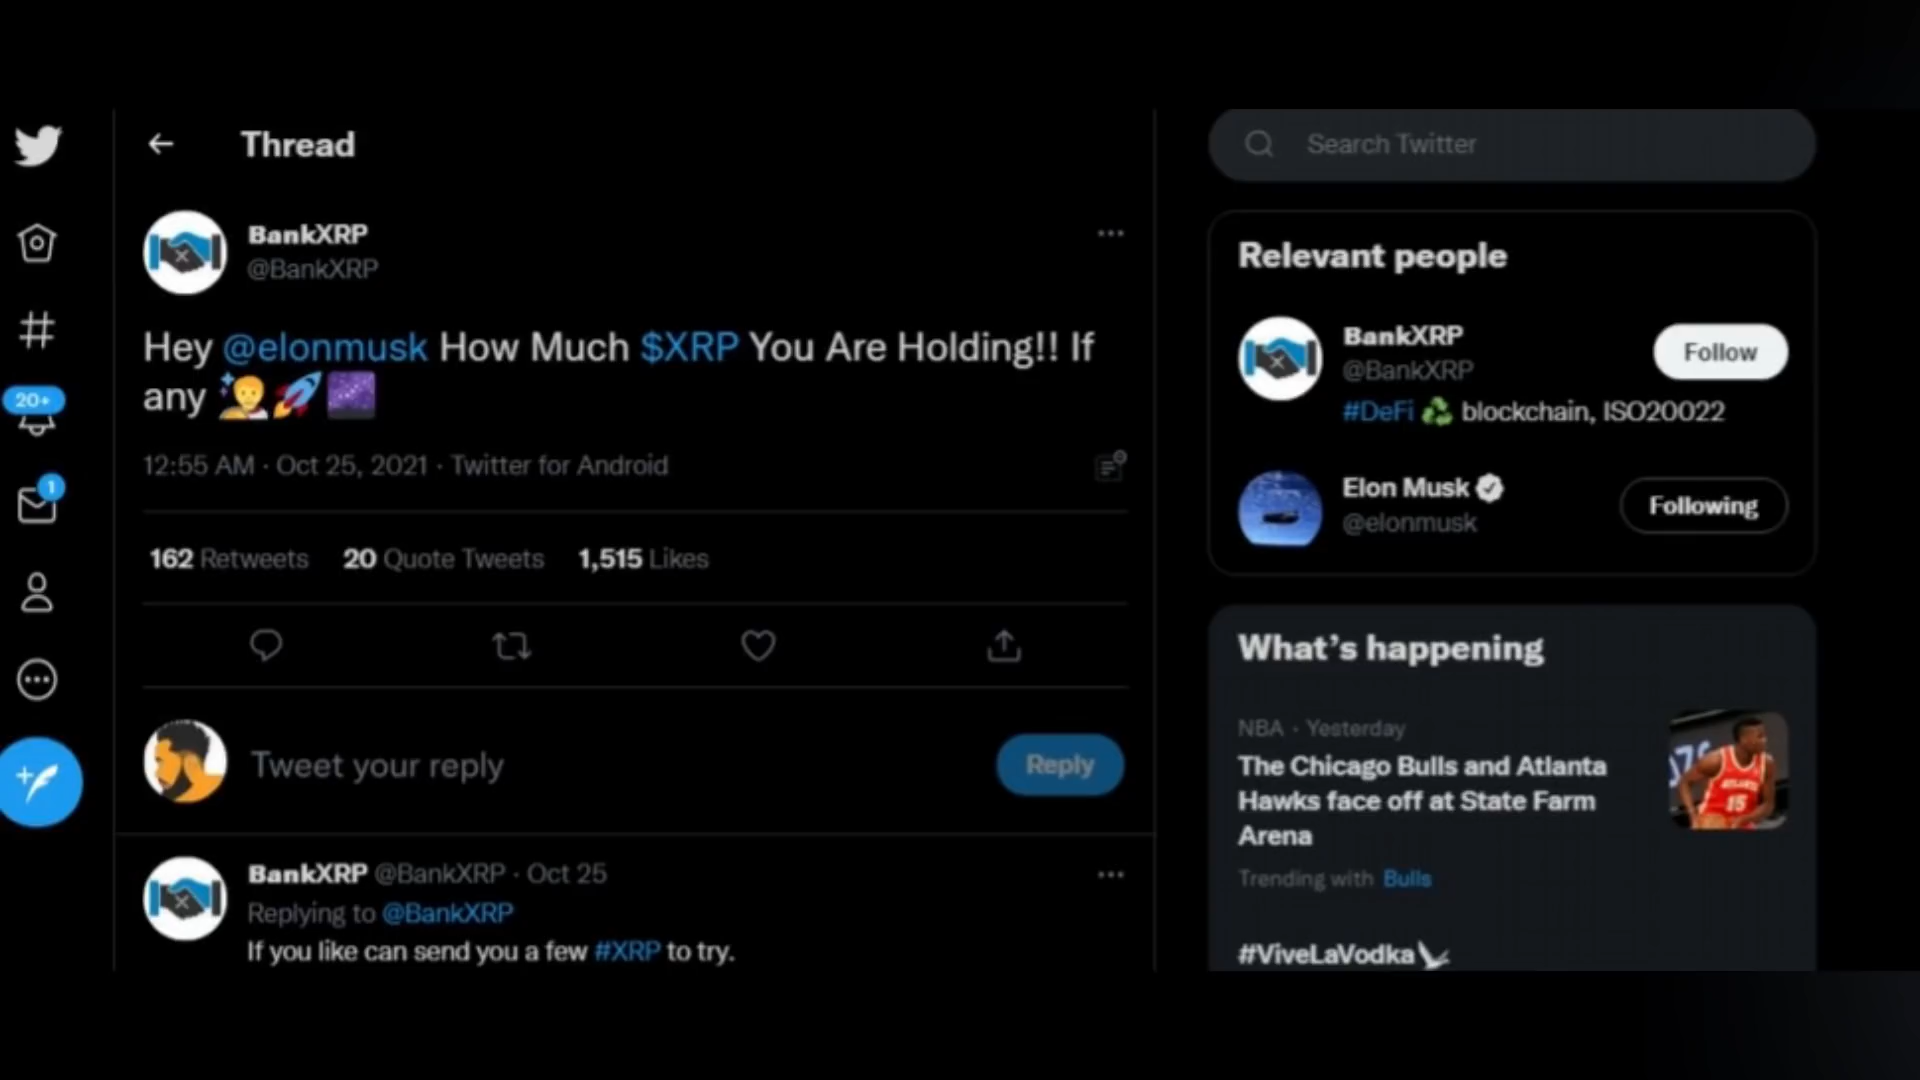 Thread
BankXRP
@BankXRP
Hey @elonmusk How Much $XRP You Are Holding!! If
any
12:55 AM · Oct 25, 2021 · Twitter for Android
162 Retweets 20 Quote Tweets 1,515 Likes
Tweet your reply
Reply
BankXRP @BankXRP · Oct 25
Replying to @BankXRP
If you like can send you a few #XRP to try.
20+
1
Search Twitter
Relevant people
BankXRP
@BankXRP
Follow
#DeFi ♻ blockchain, ISO20022
Elon Musk
@elonmusk
Following
What's happening
NBA · Yesterday
The Chicago Bulls and Atlanta
Hawks face off at State Farm
Arena
Trending with Bulls
ATLANTA
15
#ViveLaVodka